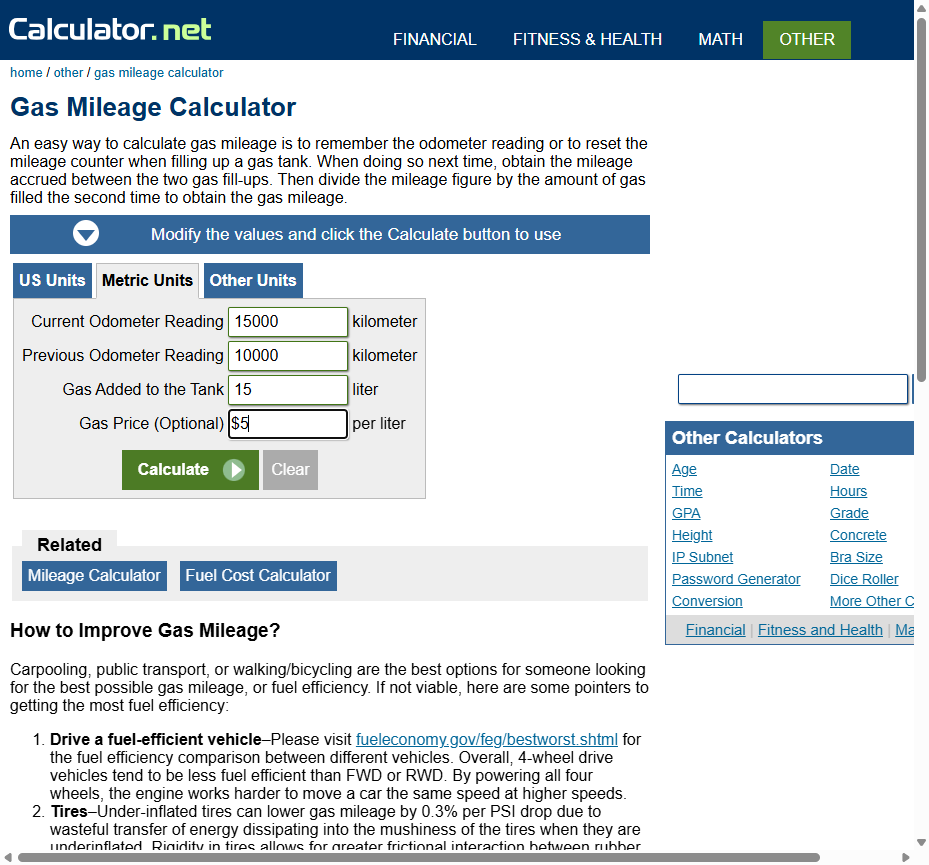 Calculator.net
FINANCIAL FITNESS & HEALTH MATH OTHER
home / other / gas mileage calculator
Gas Mileage Calculator
An easy way to calculate gas mileage is to remember the odometer reading or to reset the
mileage counter when filling up a gas tank. When doing so next time, obtain the mileage
accrued between the two gas fill-ups. Then divide the mileage figure by the amount of gas
filled the second time to obtain the gas mileage.
Modify the values and click the Calculate button to use
US Units Metric Units Other Units
Current Odometer Reading 15000 kilometer
Previous Odometer Reading 10000 kilometer
Gas Added to the Tank 15 liter
Gas Price (Optional) $5 per liter
Calculate Clear
Related
Mileage Calculator Fuel Cost Calculator
How to Improve Gas Mileage?
Carpooling, public transport, or walking/bicycling are the best options for someone looking
for the best possible gas mileage, or fuel efficiency. If not viable, here are some pointers to
getting the most fuel efficiency:
1. Drive a fuel-efficient vehicle–Please visit fueleconomy.gov/feg/bestworst.shtml for
the fuel efficiency comparison between different vehicles. Overall, 4-wheel drive
vehicles tend to be less fuel efficient than FWD or RWD. By powering all four
wheels, the engine works harder to move a car the same speed at higher speeds.
2. Tires–Under-inflated tires can lower gas mileage by 0.3% per PSI drop due to
wasteful transfer of energy dissipating into the mushiness of the tires when they are
underinflated. Rigidity in tires allows for greater frictional interaction between rubber
Other Calculators
Age Date
Time Hours
GPA Grade
Height Concrete
IP Subnet Bra Size
Password Generator Dice Roller
Conversion More Other C
Financial | Fitness and Health | Ma